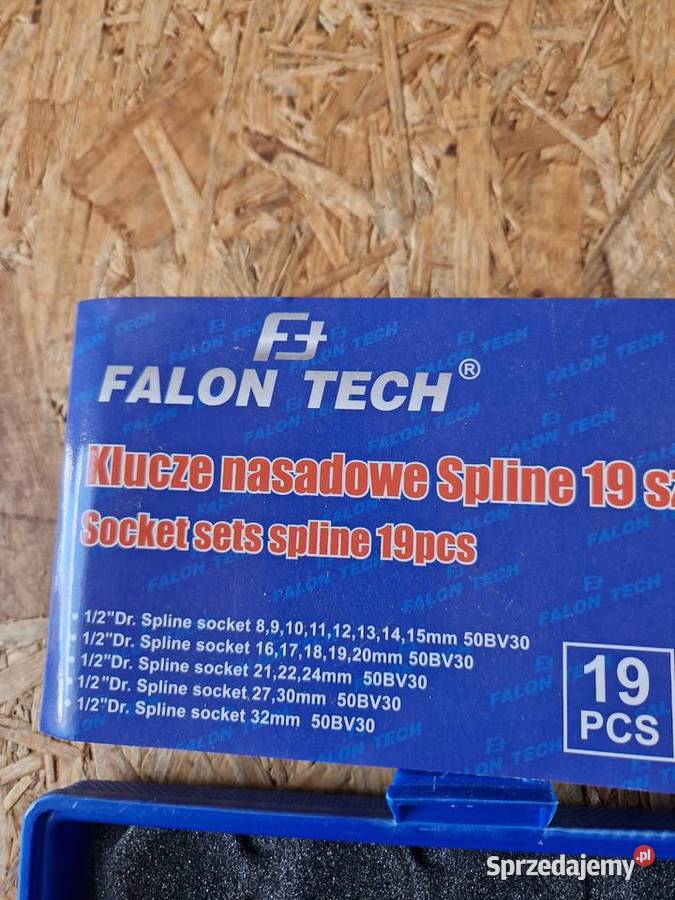 FALON TECH®
Klucze nasadowe Spline 19 sz
Socket sets spline 19pcs
• 1/2"Dr. Spline socket 8,9,10,11,12,13,14,15mm 50BV30
• 1/2"Dr. Spline socket 16,17,18,19,20mm 50BV30
• 1/2"Dr. Spline socket 21,22,24mm 50BV30
• 1/2"Dr. Spline socket 27,30mm 50BV30
• 1/2"Dr. Spline socket 32mm 50BV30
19
PCS
Sprzedajemy.pl